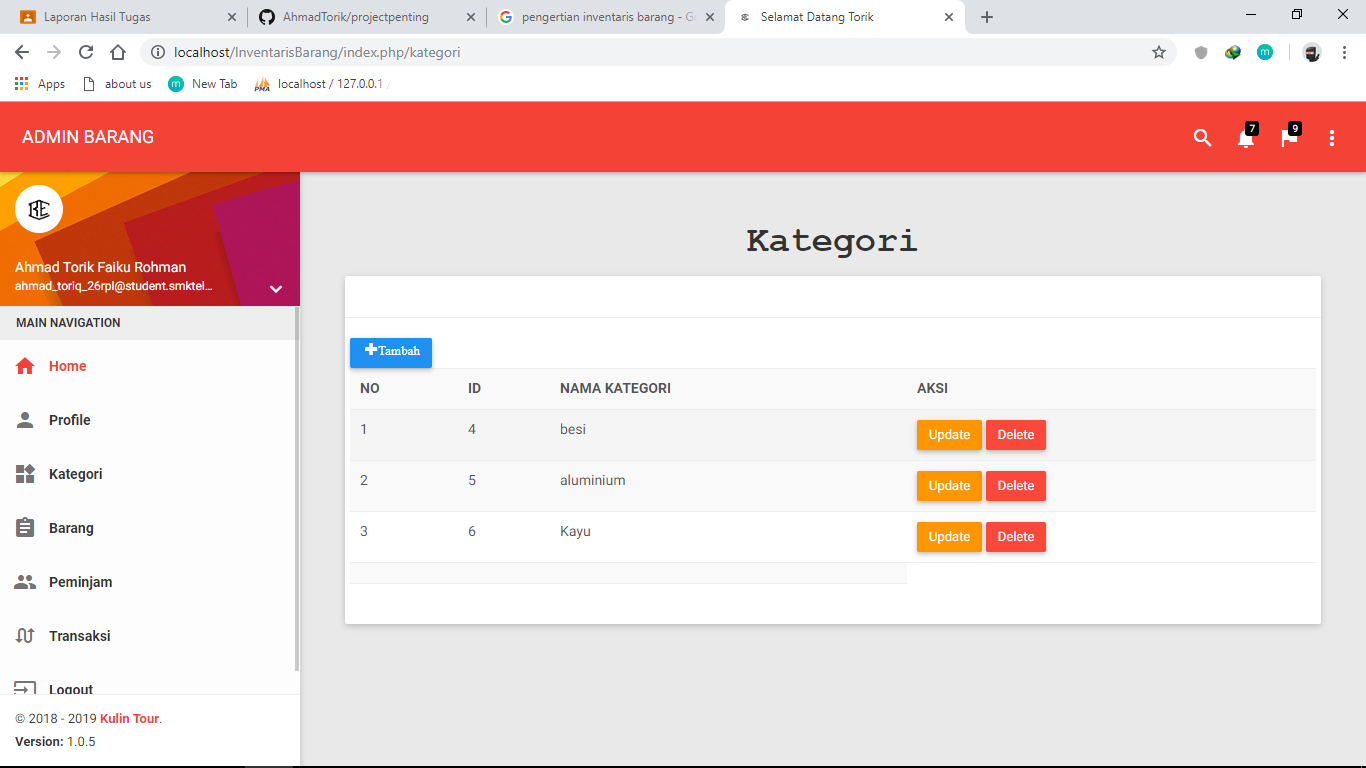 Laporan Hasil Tugas
AhmadTorik/projectpenting
pengertian inventaris barang - G
Selamat Datang Torik
localhost/InventarisBarang/index.php/kategori
m
Apps
about us
m
New Tab
PMA
localhost / 127.0.0.1 /
ADMIN BARANG
7
9
Ahmad Torik Faiku Rohman
ahmad_toriq_26rpl@student.smktel...
MAIN NAVIGATION
Home
Profile
Kategori
Barang
Peminjam
Transaksi
Logout
© 2018 - 2019 Kulin Tour.
Version: 1.0.5
Kategori
Tambah
NO ID NAMA KATEGORI AKSI
1 4 besi Update Delete
2 5 aluminium Update Delete
3 6 Kayu Update Delete